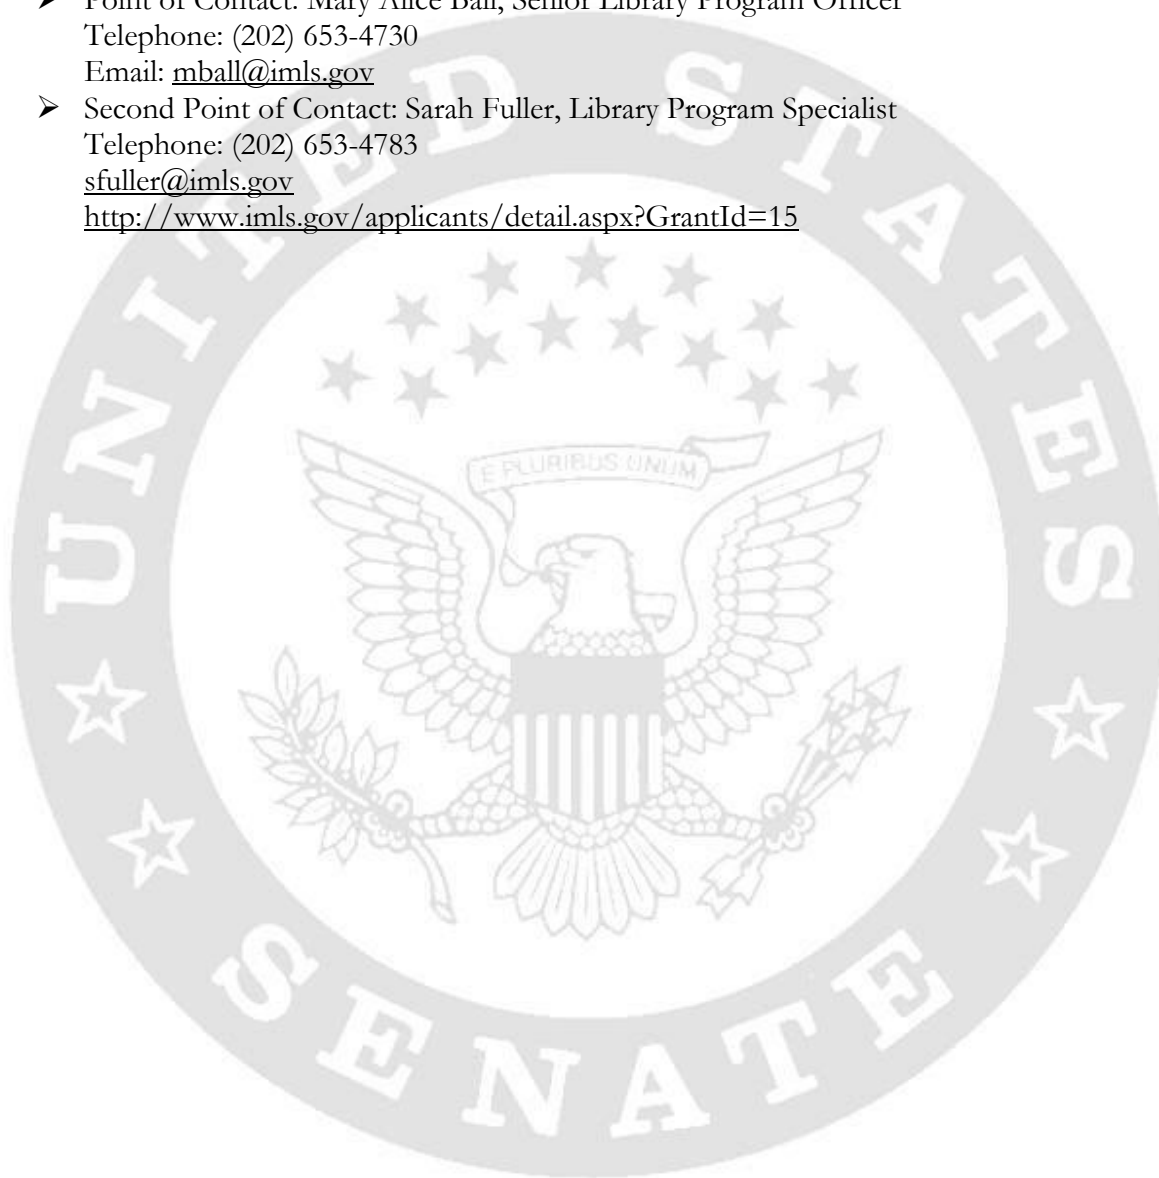 ➢ Point of Contact: Mary Alice Ball, Senior Library Program Officer
Telephone: (202) 653-4730
Email: mball@imls.gov
➢ Second Point of Contact: Sarah Fuller, Library Program Specialist
Telephone: (202) 653-4783
sfuller@imls.gov
http://www.imls.gov/applicants/detail.aspx?GrantId=15
UNITED STATES
E PLURIBUS UNUM
SENATE